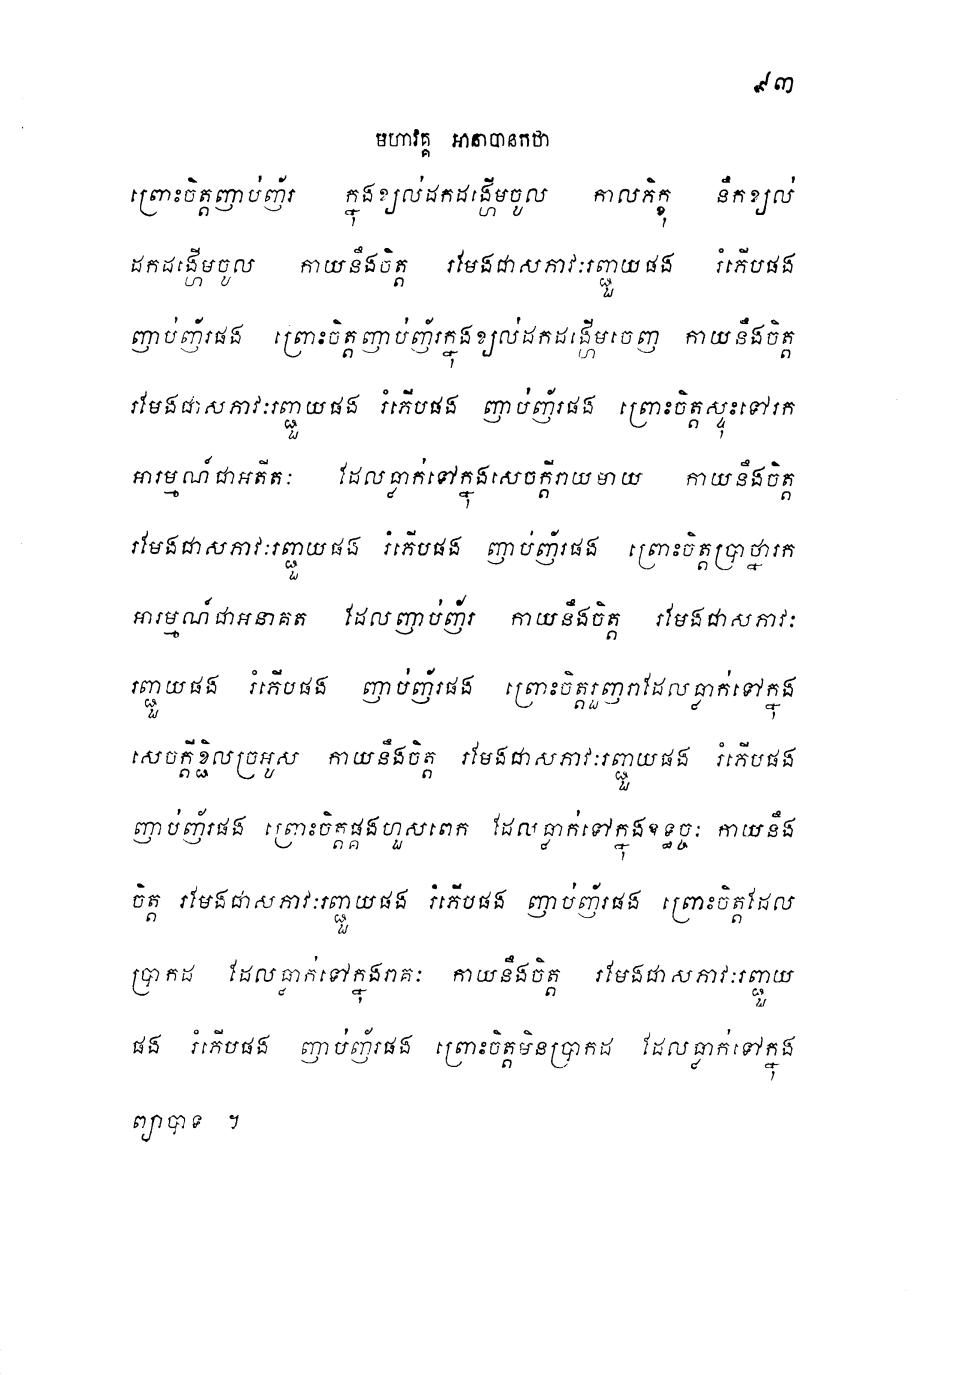 ៩៣
មហាវគ្គ អានាបានកថា
ព្រោះចិត្តញាប់ញ័រ ក្នុងខ្យល់ដកដង្ហើមចូល កាលភិក្ខុ នឹកខ្យល់
ដកដង្ហើមចូល កាយនឹងចិត្ត រមែងជាសភាវៈរញ្ជួយផង រំភើបផង
ញាប់ញ័រផង ព្រោះចិត្តញាប់ញ័រក្នុងខ្យល់ដកដង្ហើមចេញ កាយនឹងចិត្ត
រមែងជាសភាវៈរញ្ជួយផង រំភើបផង ញាប់ញ័រផង ព្រោះចិត្តស្ទុះទៅរក
អារម្មណ៍ជាអតីតៈ ដែលធ្លាក់ទៅក្នុងសេចក្តីរាយមាយ កាយនឹងចិត្ត
រមែងជាសភាវៈរញ្ជួយផង រំភើបផង ញាប់ញ័រផង ព្រោះចិត្តប្រាថ្នារក
អារម្មណ៍ជាអនាគត ដែលញាប់ញ័រ កាយនឹងចិត្ត រមែងជាសភាវៈ
រញ្ជួយផង រំភើបផង ញាប់ញ័រផង ព្រោះចិត្តរួញរាដែលធ្លាក់ទៅក្នុង
សេចក្តីខ្ជិលច្រអូស កាយនឹងចិត្ត រមែងជាសភាវៈរញ្ជួយផង រំភើបផង
ញាប់ញ័រផង ព្រោះចិត្តផ្គងហួសពេក ដែលធ្លាក់ទៅក្នុងឧទ្ធច្ចៈ កាយនឹង
ចិត្ត រមែងជាសភាវៈរញ្ជួយផង រំភើបផង ញាប់ញ័រផង ព្រោះចិត្តដែល
ប្រាកដ ដែលធ្លាក់ទៅក្នុងរាគៈ កាយនឹងចិត្ត រមែងជាសភាវៈរញ្ជួយ
ផង រំភើបផង ញាប់ញ័រផង ព្រោះចិត្តមិនប្រាកដ ដែលធ្លាក់ទៅក្នុង
ព្យាបាទ ។